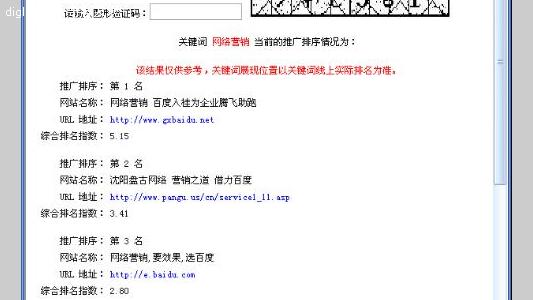 digl
请输入图形验证码：
关键词 网络营销 当前的推广排序情况为：
该结果仅供参考，关键词展现位置以关键词线上实际排名为准。
推广排序： 第 1 名
网站名称： 网络营销 百度入桂为企业腾飞助跑
URL 地址： http://www.gxbaidu.net
综合排名指数： 5.15
推广排序： 第 2 名
网站名称： 沈阳盘古网络 营销之道 借力百度
URL 地址： http://www.pangu.us/cn/service1_11.asp
综合排名指数： 3.41
推广排序： 第 3 名
网站名称： 网络营销,要效果,选百度
URL 地址： http://e.baidu.com
综合排名指数： 2.80